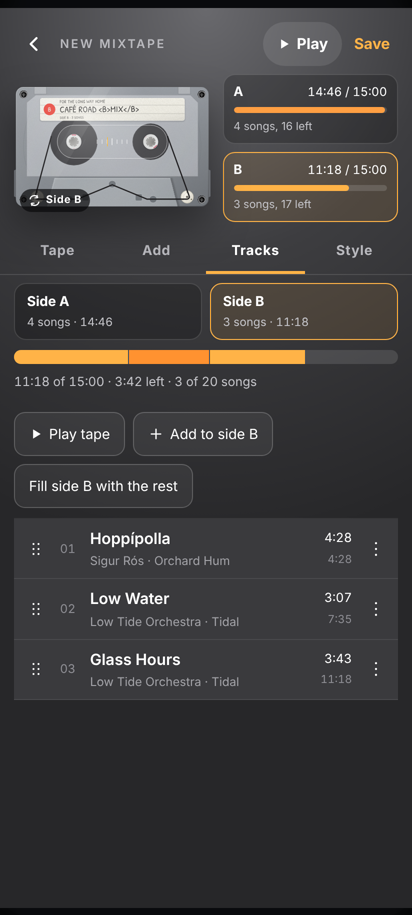 NEW MIXTAPE
Play
Save
FOR THE LONG WAY HOME
B
CAFÉ ROAD <B>MIX</B>
Side B
A
14:46 / 15:00
4 songs, 16 left
B
11:18 / 15:00
3 songs, 17 left
Tape
Add
Tracks
Style
Side A
4 songs · 14:46
Side B
3 songs · 11:18
11:18 of 15:00 · 3:42 left · 3 of 20 songs
Play tape
Add to side B
Fill side B with the rest
01
Hoppípolla
4:28
Sigur Rós · Orchard Hum
4:28
02
Low Water
3:07
Low Tide Orchestra · Tidal
7:35
03
Glass Hours
3:43
Low Tide Orchestra · Tidal
11:18